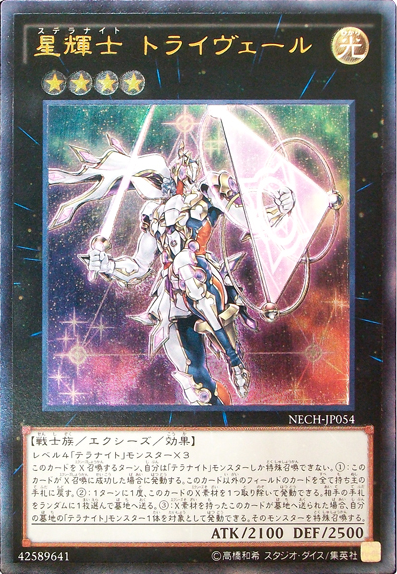 ステラナイト
星輝士 トライヴェール
光
NECH-JP054
【戦士族/エクシーズ/効果】
レベル4「テラナイト」モンスター×3
このカードをX召喚するターン、自分は「テラナイト」モンスターしか特殊召喚できない。①：この
カードがX召喚に成功した場合に発動する。このカード以外のフィールドのカードを全て持ち主の
手札に戻す。②：1ターンに1度、このカードのX素材を1つ取り除いて発動できる。相手の手札
をランダムに1枚選んで墓地へ送る。③：X素材を持ったこのカードが墓地へ送られた場合、自
分の墓地の「テラナイト」モンスター1体を対象として発動できる。そのモンスターを特殊召喚する。
ATK/2100 DEF/2500
42589641
©高橋和希 スタジオ・ダイス/集英社